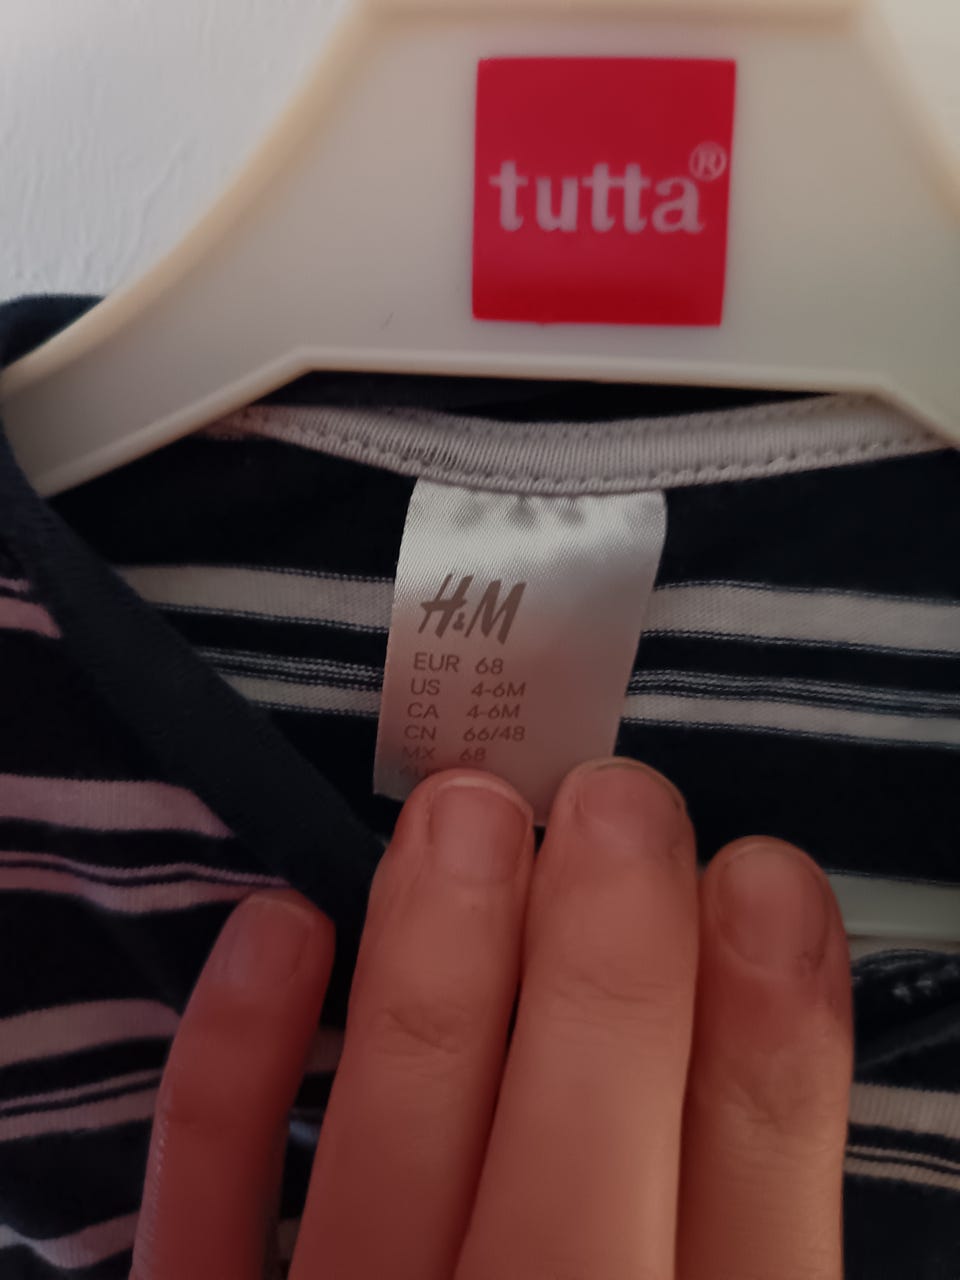 tutta®
H&M
EUR 68
US 4-6M
CA 4-6M
CN 66/48
MX 68